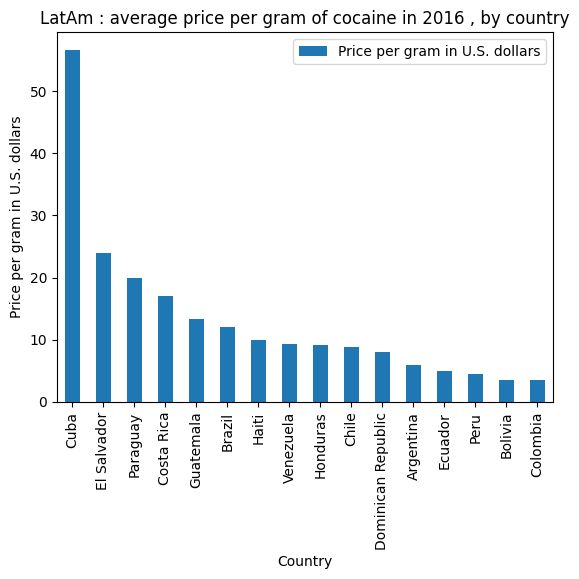 LatAm : average price per gram of cocaine in 2016 , by country
Price per gram in U.S. dollars
Price per gram in U.S. dollars
50
40
30
20
10
0
Cuba
El Salvador
Paraguay
Costa Rica
Guatemala
Brazil
Haiti
Venezuela
Honduras
Chile
Dominican Republic
Argentina
Ecuador
Peru
Bolivia
Colombia
Country